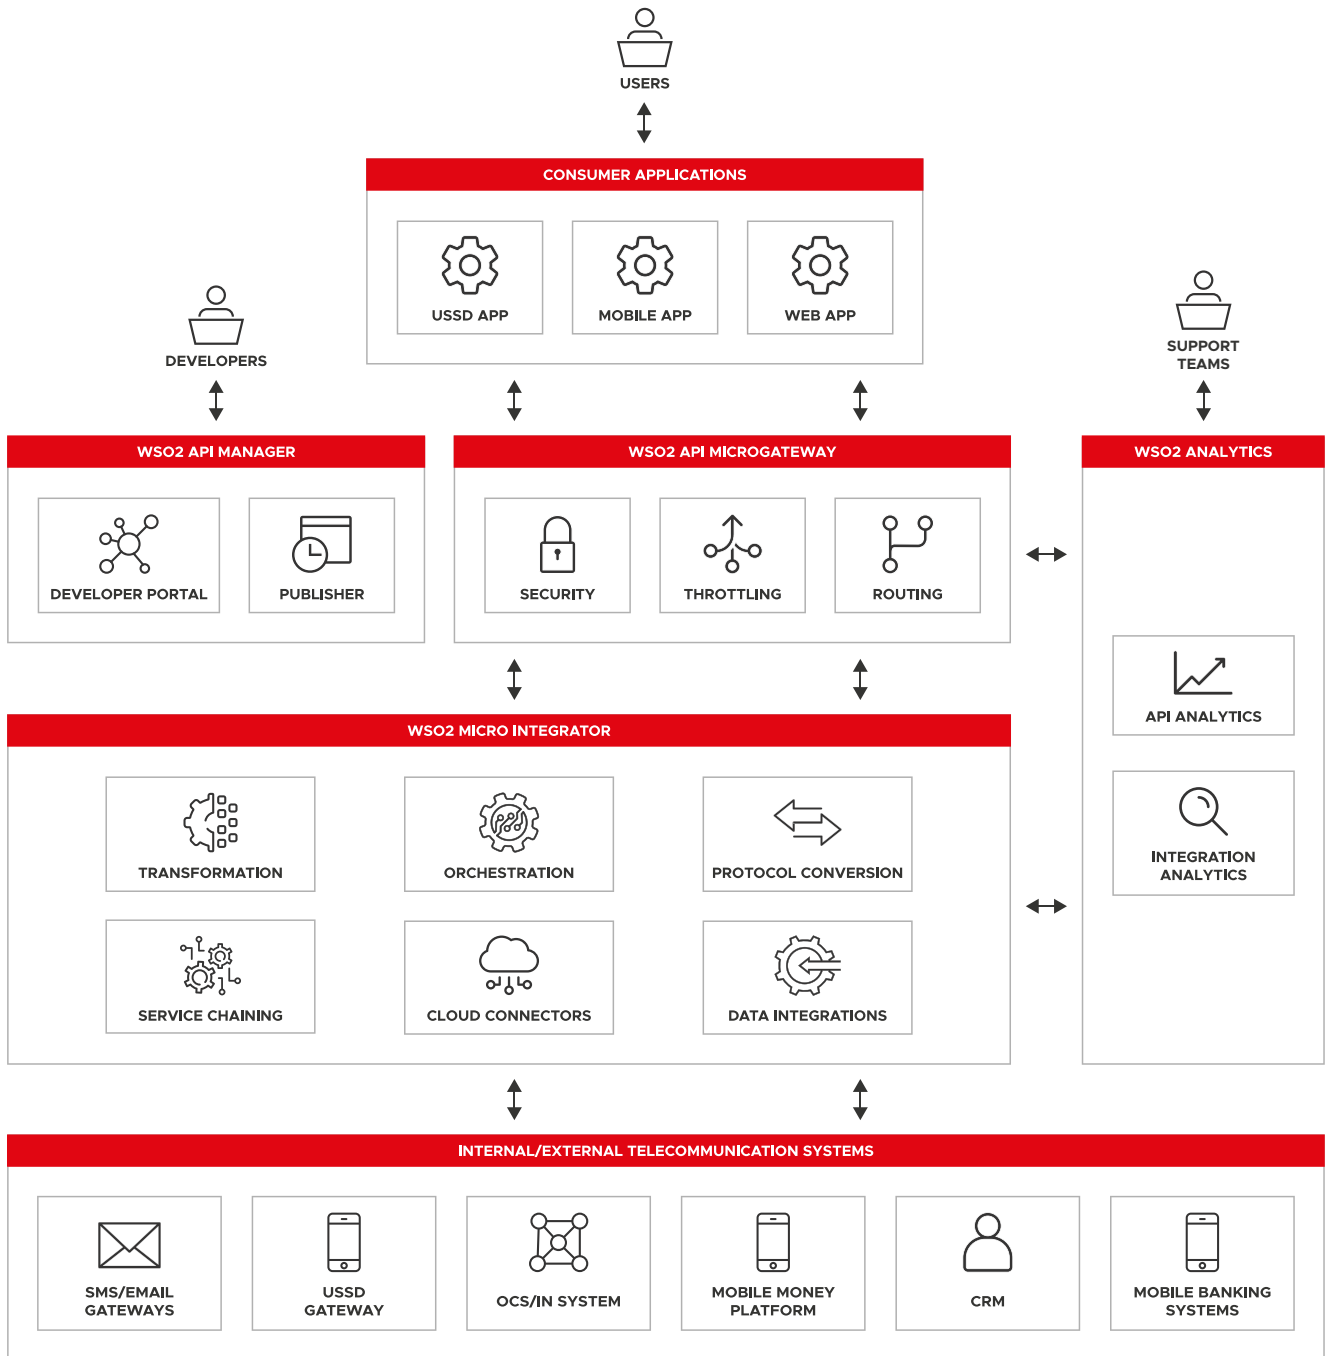 USERS
CONSUMER APPLICATIONS
USSD APP
MOBILE APP
WEB APP
DEVELOPERS
SUPPORT
TEAMS
WSO2 API MANAGER
WSO2 API MICROGATEWAY
WSO2 ANALYTICS
DEVELOPER PORTAL
PUBLISHER
SECURITY
THROTTLING
ROUTING
API ANALYTICS
INTEGRATION
ANALYTICS
WSO2 MICRO INTEGRATOR
TRANSFORMATION
ORCHESTRATION
PROTOCOL CONVERSION
SERVICE CHAINING
CLOUD CONNECTORS
DATA INTEGRATIONS
INTERNAL/EXTERNAL TELECOMMUNICATION SYSTEMS
SMS/EMAIL
GATEWAYS
USSD
GATEWAY
OCS/IN SYSTEM
MOBILE MONEY
PLATFORM
CRM
MOBILE BANKING
SYSTEMS